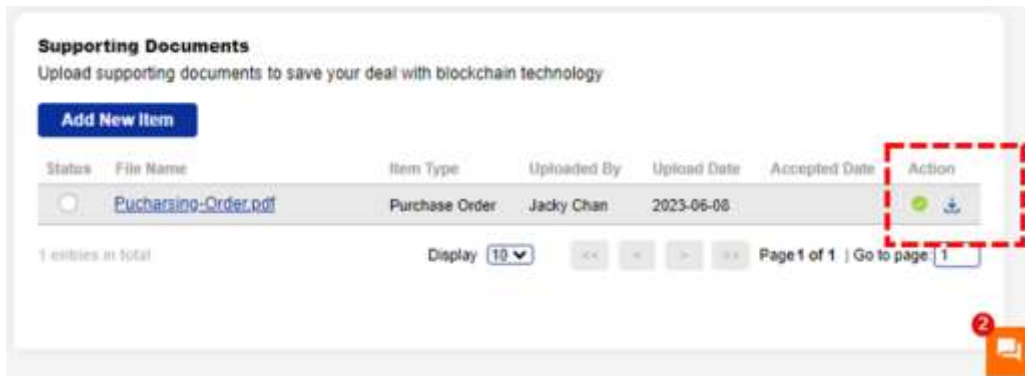 Supporting Documents
Upload supporting documents to save your deal with blockchain technology
Add New Item
Status File Name Item Type Uploaded By Upload Date Accepted Date Action
Pucharsing-Order.pdf Purchase Order Jacky Chan 2023-06-08
1 entries in total Display 10 << < > >> Page 1 of 1 | Go to page: 1
2